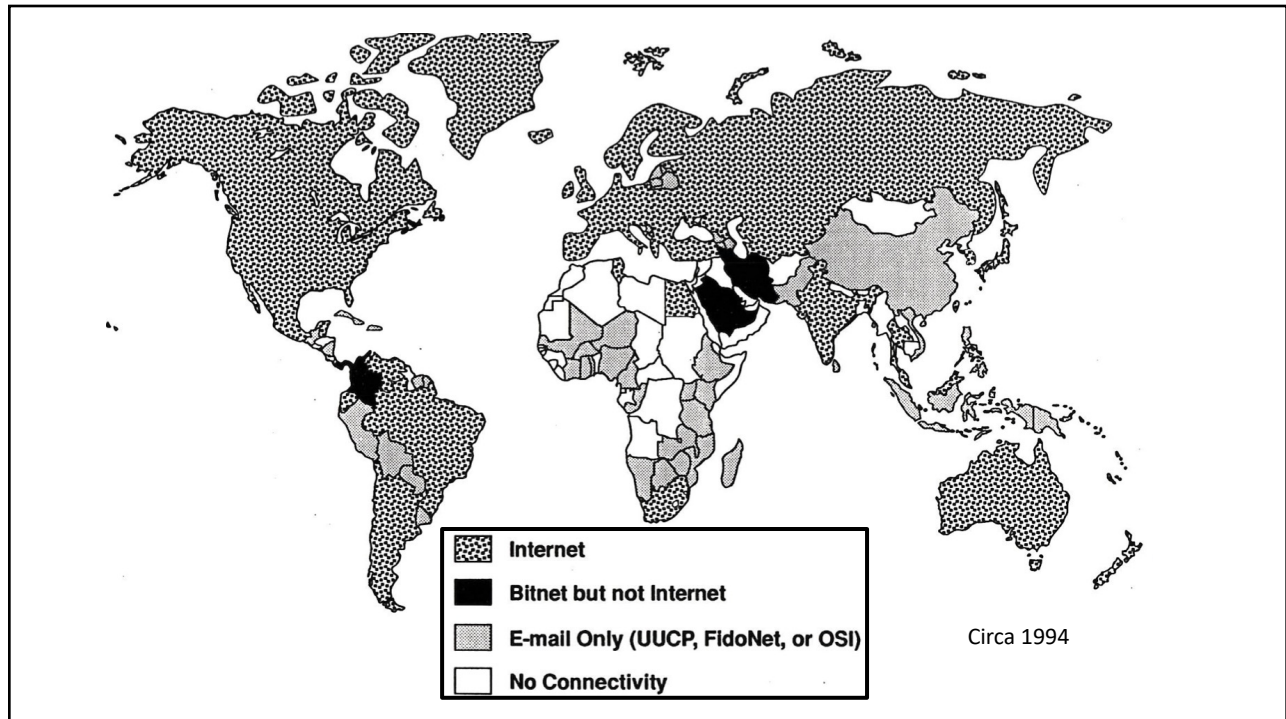 Internet
Bitnet but not Internet
E-mail Only (UUCP, FidoNet, or OSI)
No Connectivity
Circa 1994